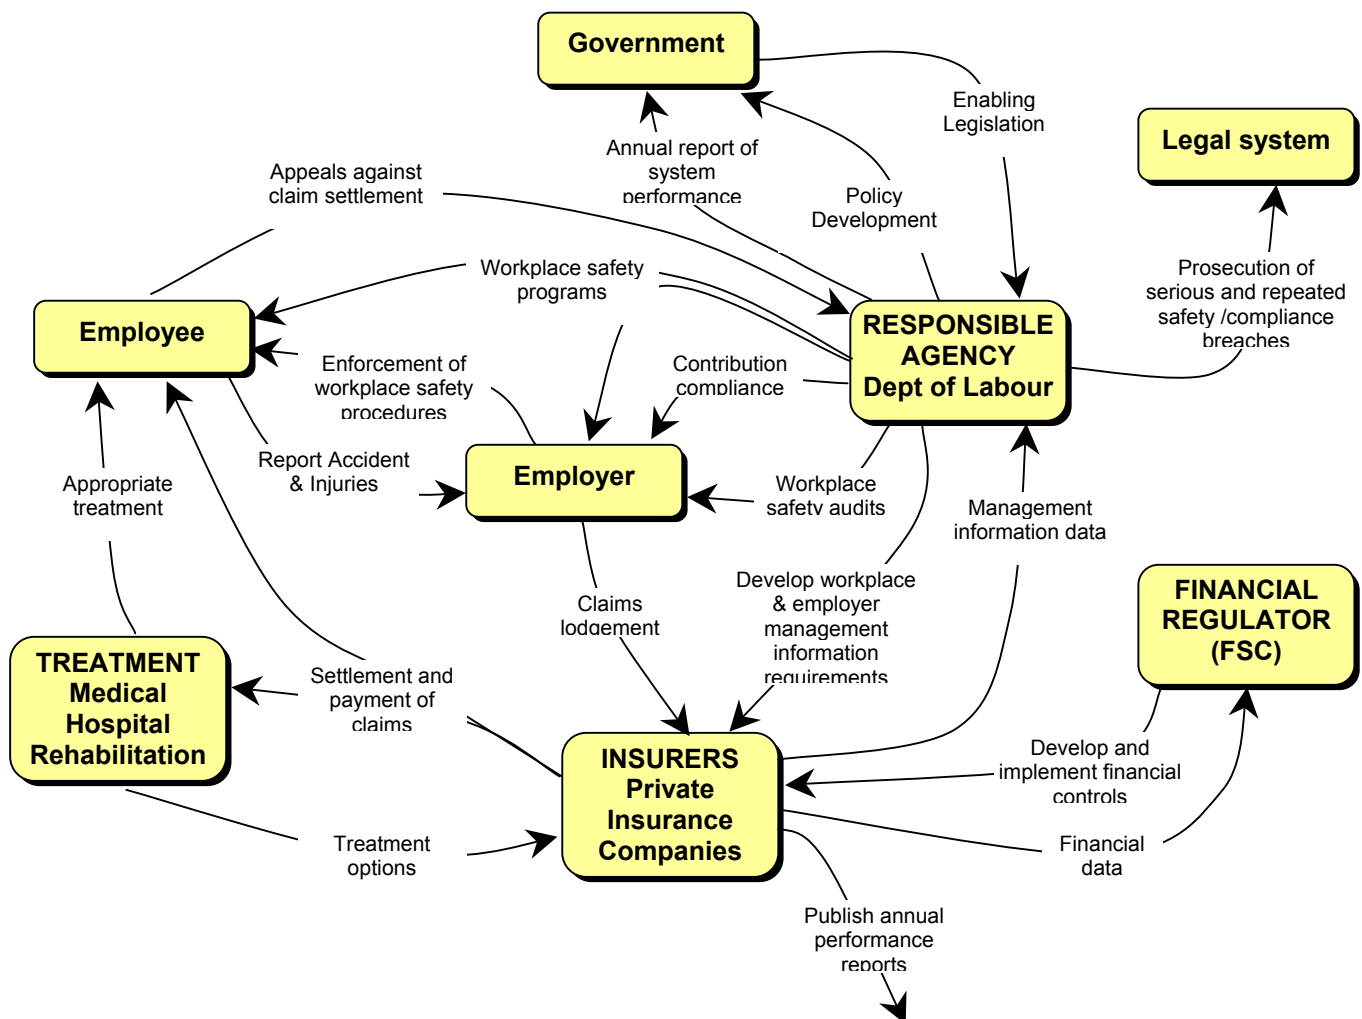 Government
Enabling
Legislation
Legal system
Annual report of
system
performance
Appeals against
claim settlement
Policy
Development
Workplace safety
programs
Prosecution of
serious and repeated
safety /compliance
breaches
Employee
RESPONSIBLE
AGENCY
Dept of Labour
Enforcement of
workplace safety
procedures
Contribution
compliance
Report Accident
& Injuries
Employer
Appropriate
treatment
Workplace
safety audits
Management
information data
Develop workplace
& employer
management
information
requirements
Claims
lodgement
FINANCIAL
REGULATOR
(FSC)
TREATMENT
Medical
Hospital
Rehabilitation
Settlement and
payment of
claims
INSURERS
Private
Insurance
Companies
Develop and
implement financial
controls
Treatment
options
Financial
data
Publish annual
performance
reports